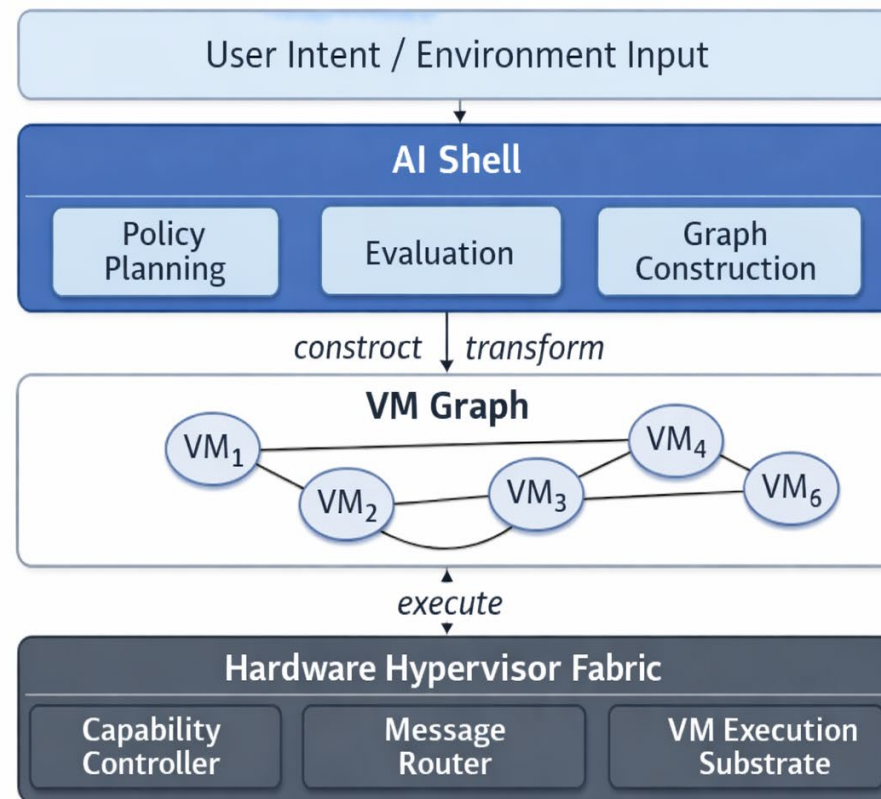 User Intent / Environment Input
AI Shell
Policy
Planning
Evaluation
Graph
Construction
constroct transform
VM Graph
VM₁
VM₂
VM₃
VM₄
VM₆
execute
Hardware Hypervisor Fabric
Capability
Controller
Message
Router
VM Execution
Substrate